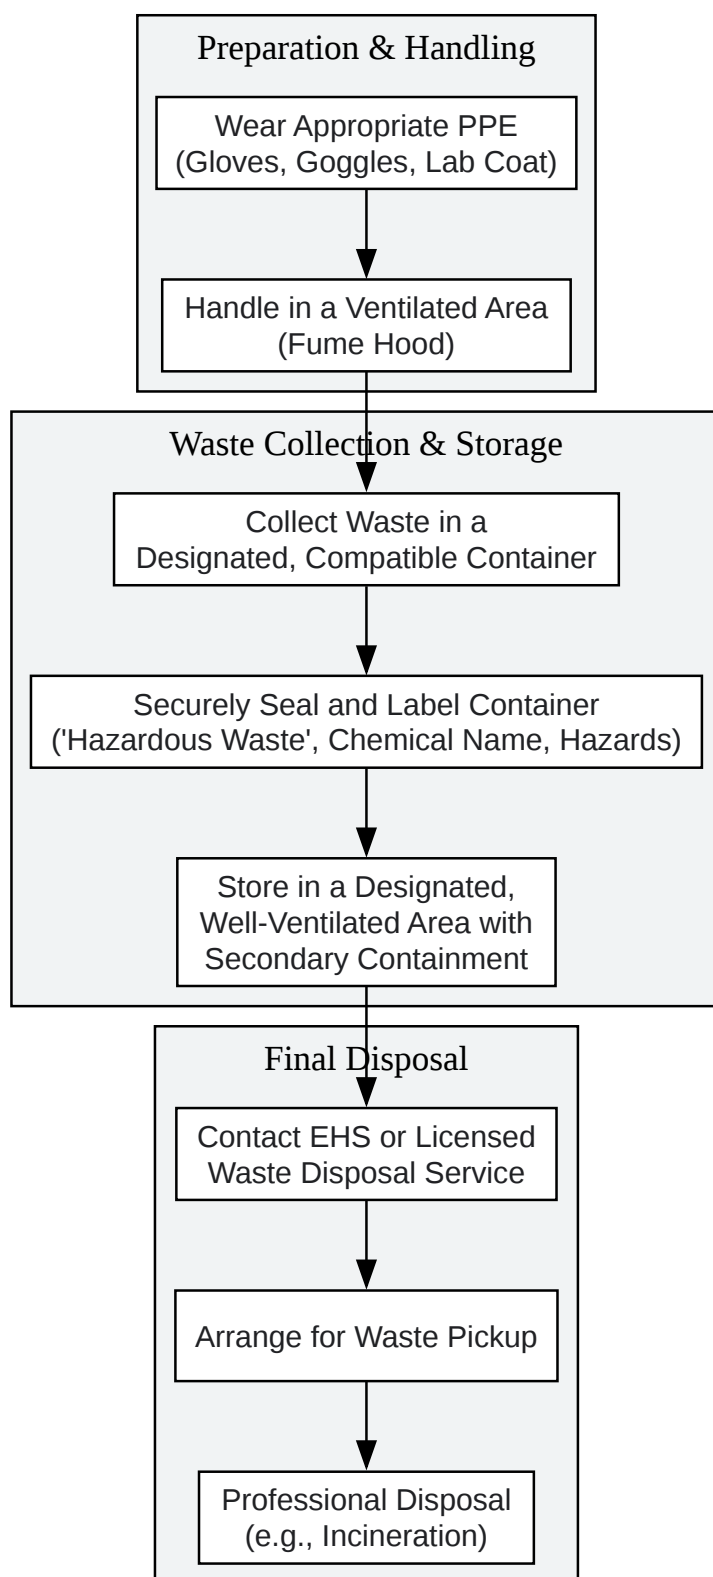 Preparation & Handling
Wear Appropriate PPE
(Gloves, Goggles, Lab Coat)
Handle in a Ventilated Area
(Fume Hood)
Waste Collection & Storage
Collect Waste in a
Designated, Compatible Container
Securely Seal and Label Container
('Hazardous Waste', Chemical Name, Hazards)
Store in a Designated,
Well-Ventilated Area with
Secondary Containment
Final Disposal
Contact EHS or Licensed
Waste Disposal Service
Arrange for Waste Pickup
Professional Disposal
(e.g., Incineration)